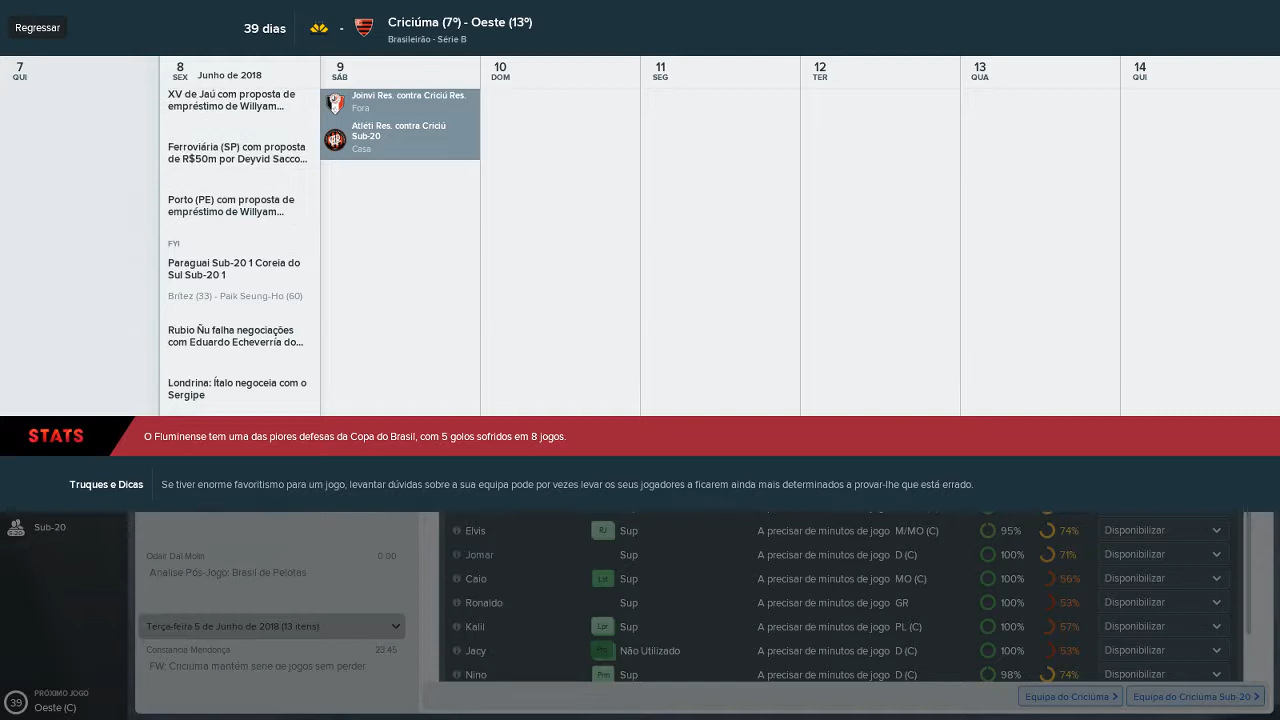 Regressar
39 dias
-
Criciúma (7º) - Oeste (13º)
Brasileirão - Série B
7
QUI
8
SEX
Junho de 2018
9
SÁB
10
DOM
11
SEG
12
TER
13
QUA
14
QUI
XV de Jaú com proposta de
empréstimo de Willyam...
Ferroviária (SP) com proposta
de R$50m por Deyvid Sacco...
Porto (PE) com proposta de
empréstimo de Willyam...
FYI
Paraguai Sub-20 1 Coreia do
Sul Sub-20 1
Brítez (33) - Paik Seung-Ho (60)
Rubio Ñu falha negociações
com Eduardo Echeverría do...
Londrina: Ítalo negoceia com o
Sergipe
Joinvi Res. contra Criciú Res.
Fora
Atléti Res. contra Criciú
Sub-20
Casa
STATS
O Fluminense tem uma das piores defesas da Copa do Brasil, com 5 golos sofridos em 8 jogos.
Truques e Dicas
Se tiver enorme favoritismo para um jogo, levantar dúvidas sobre a sua equipa pode por vezes levar os seus jogadores a ficarem ainda mais determinados a provar-lhe que está errado.
Sub-20
Odair Dal Molin 0:00
Análise Pós-Jogo: Brasil de Pelotas
Terça-feira 5 de Junho de 2018 (13 itens)
Constância Mendonça 23:45
FW: Criciúma mantém série de jogos sem perder
Elvis RJ Sup A precisar de minutos de jogo M/MO (C) 95% 74% Disponibilizar
Jomar Sup A precisar de minutos de jogo D (C) 100% 71% Disponibilizar
Caio Les Sup A precisar de minutos de jogo MO (C) 100% 56% Disponibilizar
Ronaldo Sup A precisar de minutos de jogo GR 100% 53% Disponibilizar
Kalil Lpr Sup A precisar de minutos de jogo PL (C) 100% 57% Disponibilizar
Jacy Não Utilizado A precisar de minutos de jogo D (C) 100% 53% Disponibilizar
Nino Prm Sup A precisar de minutos de jogo D (C) 98% 74% Disponibilizar
39
PRÓXIMO JOGO
Oeste (C)
Equipa do Criciúma
Equipa do Criciúma Sub-20